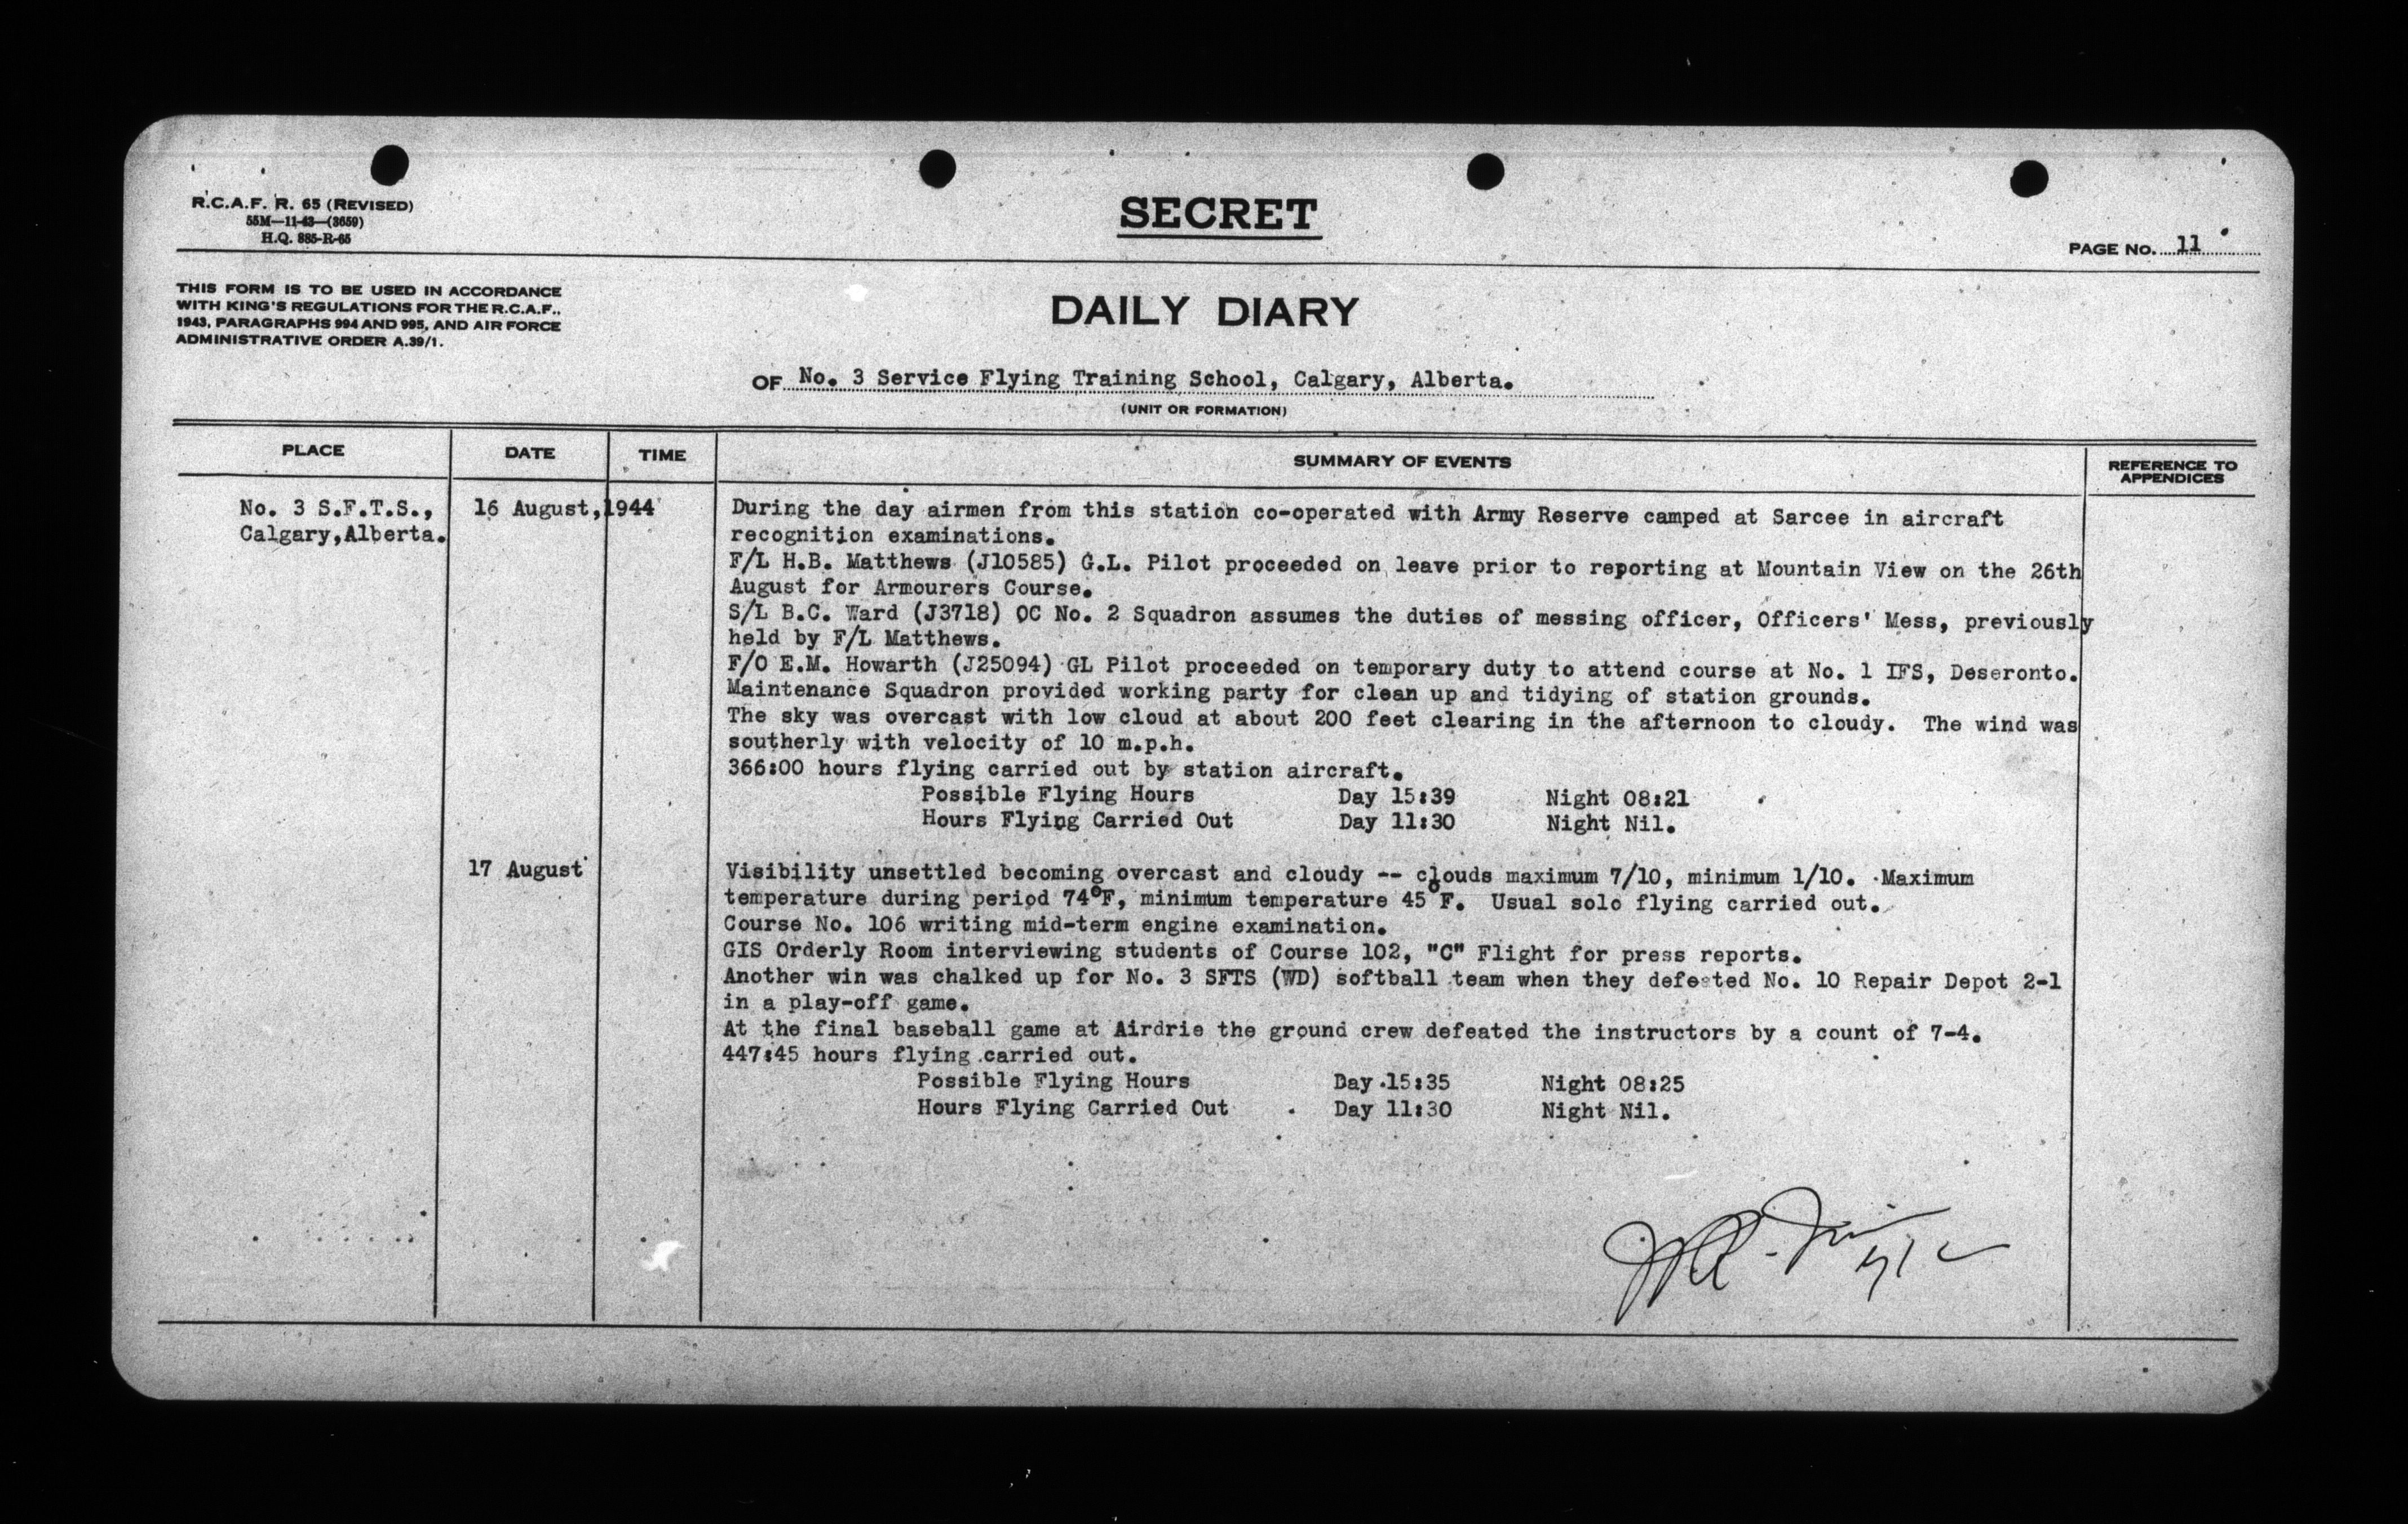 R.C.A.F. R. 65 (REVISED)
55M—11-43—(3659)
H.Q. 885-R-65
SECRET
PAGE No. 11
THIS FORM IS TO BE USED IN ACCORDANCE
WITH KING'S REGULATIONS FOR THE R.C.A.F.,
1943, PARAGRAPHS 994 AND 995, AND AIR FORCE
ADMINISTRATIVE ORDER A.39/1.
DAILY DIARY
OF No. 3 Service Flying Training School, Calgary, Alberta.
(UNIT OR FORMATION)
PLACE DATE TIME SUMMARY OF EVENTS REFERENCE TO APPENDICES
No. 3 S.F.T.S.,
Calgary,Alberta.
16 August,1944
During the day airmen from this station co-operated with Army Reserve camped at Sarcee in aircraft
recognition examinations.
F/L H.B. Matthews (J10585) G.L. Pilot proceeded on leave prior to reporting at Mountain View on the 26th
August for Armourers Course.
S/L B.C. Ward (J3718) OC No. 2 Squadron assumes the duties of messing officer, Officers' Mess, previously
held by F/L Matthews.
F/O E.M. Howarth (J25094) GL Pilot proceeded on temporary duty to attend course at No. 1 IFS, Deseronto.
Maintenance Squadron provided working party for clean up and tidying of station grounds.
The sky was overcast with low cloud at about 200 feet clearing in the afternoon to cloudy. The wind was
southerly with velocity of 10 m.p.h.
366:00 hours flying carried out by station aircraft.
Possible Flying Hours Day 15:39 Night 08:21
Hours Flying Carried Out Day 11:30 Night Nil.
17 August
Visibility unsettled becoming overcast and cloudy -- clouds maximum 7/10, minimum 1/10. Maximum
temperature during period 74°F, minimum temperature 45°F. Usual solo flying carried out.
Course No. 106 writing mid-term engine examination.
GIS Orderly Room interviewing students of Course 102, "C" Flight for press reports.
Another win was chalked up for No. 3 SFTS (WD) softball team when they defeated No. 10 Repair Depot 2-1
in a play-off game.
At the final baseball game at Airdrie the ground crew defeated the instructors by a count of 7-4.
447:45 hours flying carried out.
Possible Flying Hours Day 15:35 Night 08:25
Hours Flying Carried Out Day 11:30 Night Nil.